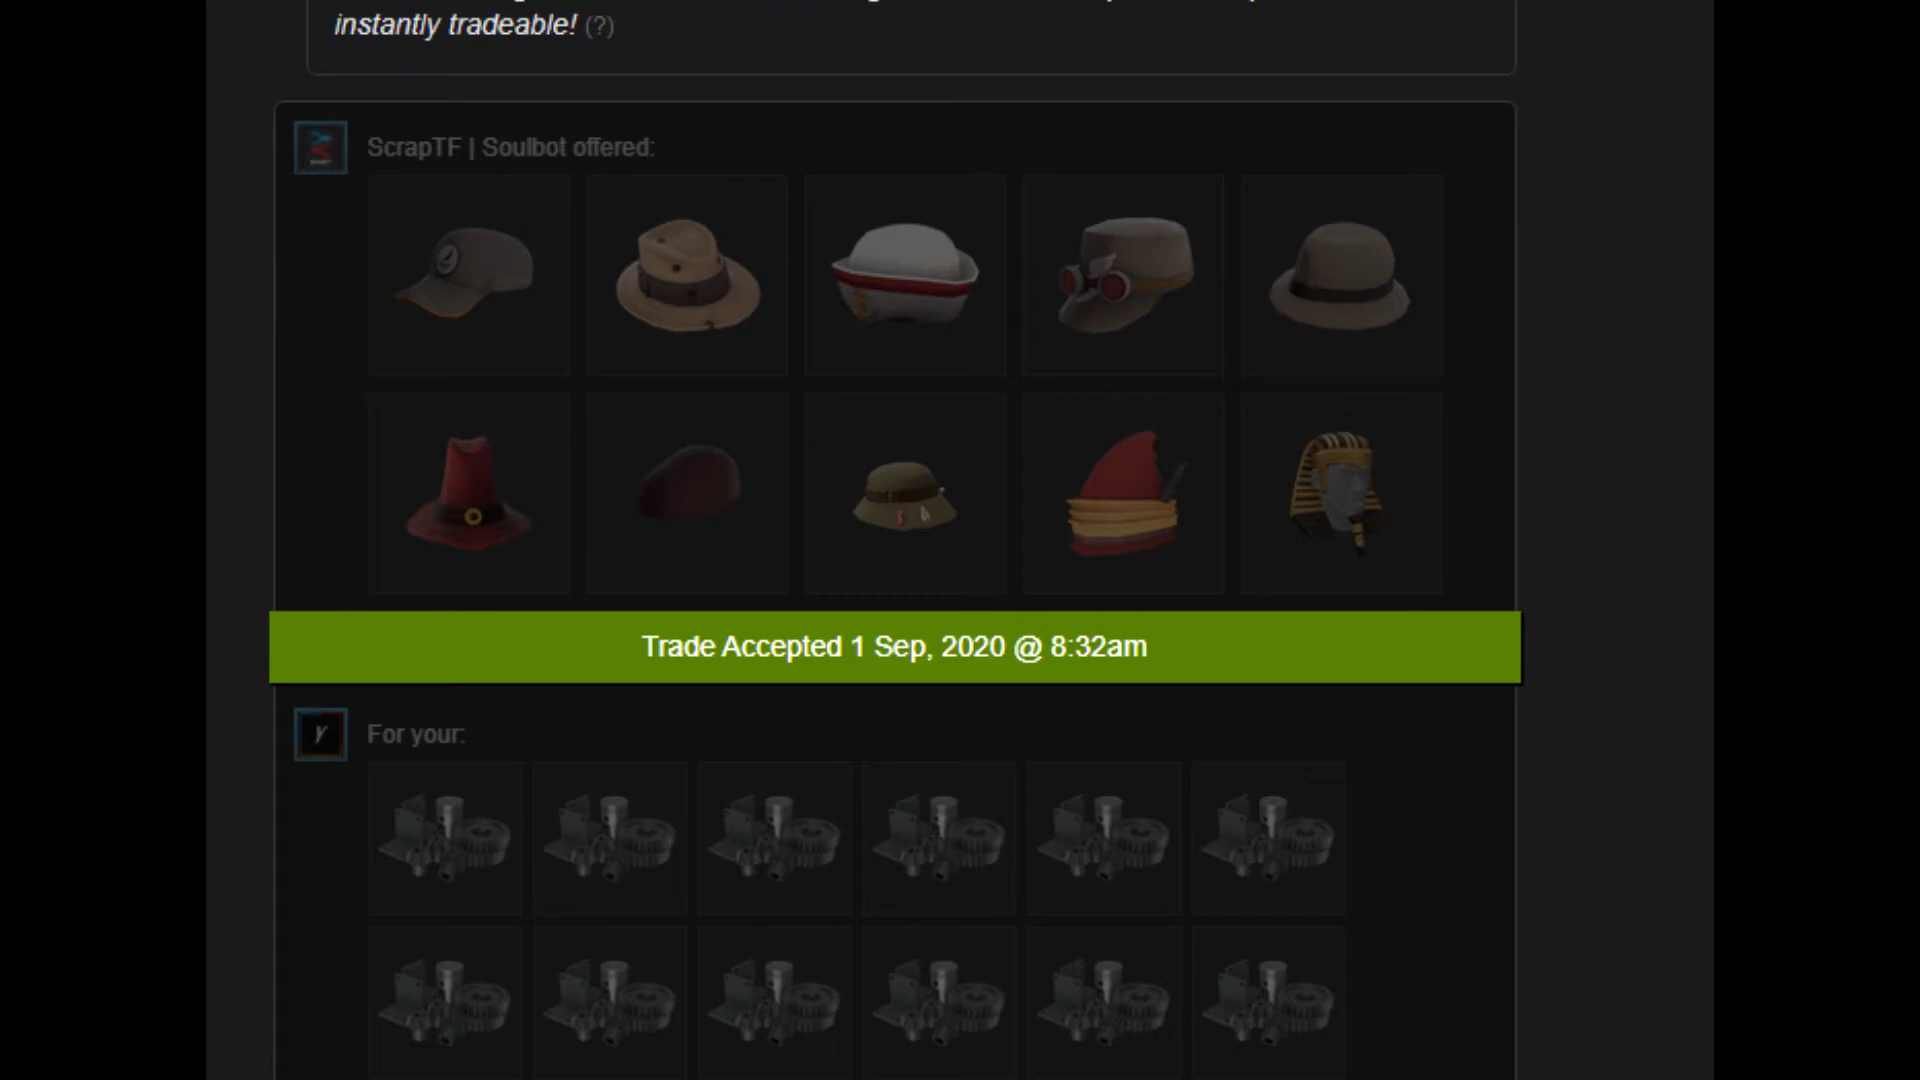 instantly tradeable! (?)
ScrapTF | Soulbot offered:
Trade Accepted 1 Sep, 2020 @ 8:32am
For your: